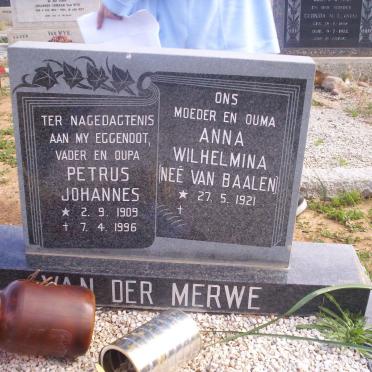 TER NAGEDAGTENIS
AAN MY EGGENOOT,
VADER EN OUPA
PETRUS
JOHANNES
★ 2. 9. 1909
✝ 7. 4. 1996
ONS
MOEDER EN OUMA
ANNA
WILHELMINA
(NEÉ VAN BAALEN)
★ 27. 5. 1921
✝
VAN DER MERWE